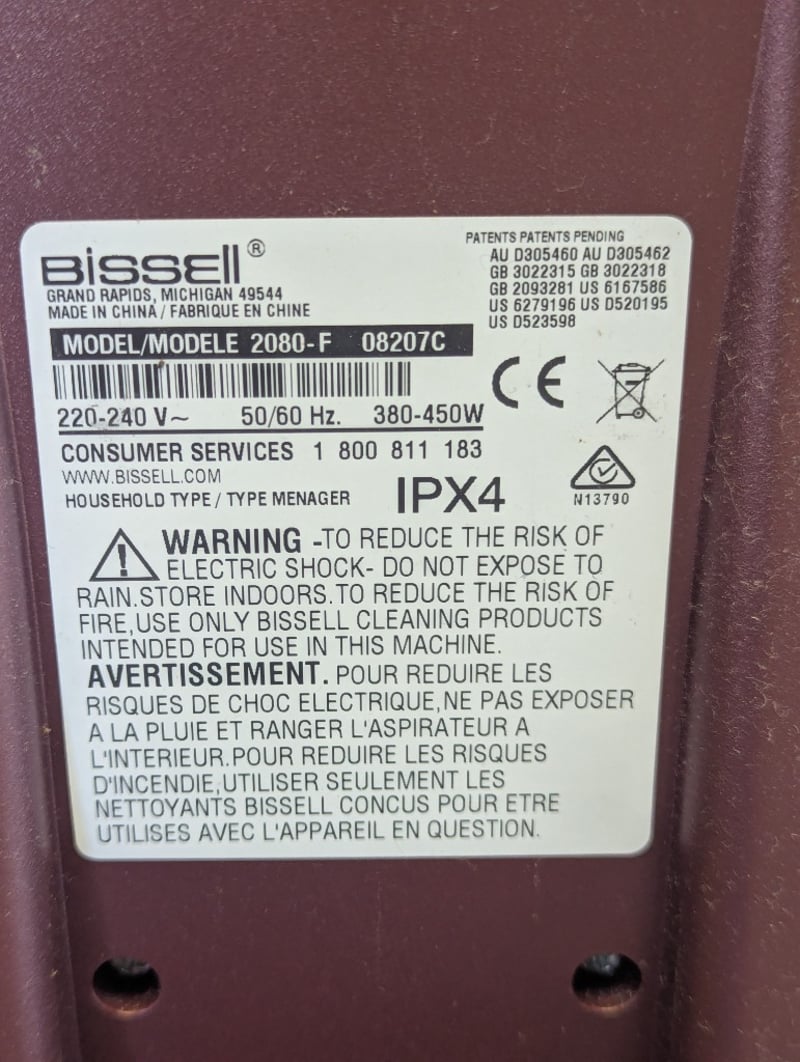 BISSELL®
GRAND RAPIDS, MICHIGAN 49544
MADE IN CHINA / FABRIQUE EN CHINE
PATENTS PATENTS PENDING
AU D305460 AU D305462
GB 3022315 GB 3022318
GB 2093281 US 6167586
US 6279196 US D520195
US D523598
MODEL/MODELE 2080-F 08207C
220-240 V~ 50/60 Hz. 380-450W
CE
CONSUMER SERVICES 1 800 811 183
WWW.BISSELL.COM
HOUSEHOLD TYPE / TYPE MENAGER
IPX4
N13790
WARNING -TO REDUCE THE RISK OF
ELECTRIC SHOCK- DO NOT EXPOSE TO
RAIN.STORE INDOORS.TO REDUCE THE RISK OF
FIRE,USE ONLY BISSELL CLEANING PRODUCTS
INTENDED FOR USE IN THIS MACHINE.
AVERTISSEMENT. POUR REDUIRE LES
RISQUES DE CHOC ELECTRIQUE,NE PAS EXPOSER
A LA PLUIE ET RANGER L'ASPIRATEUR A
L'INTERIEUR.POUR REDUIRE LES RISQUES
D'INCENDIE,UTILISER SEULEMENT LES
NETTOYANTS BISSELL CONCUS POUR ETRE
UTILISES AVEC L'APPAREIL EN QUESTION.